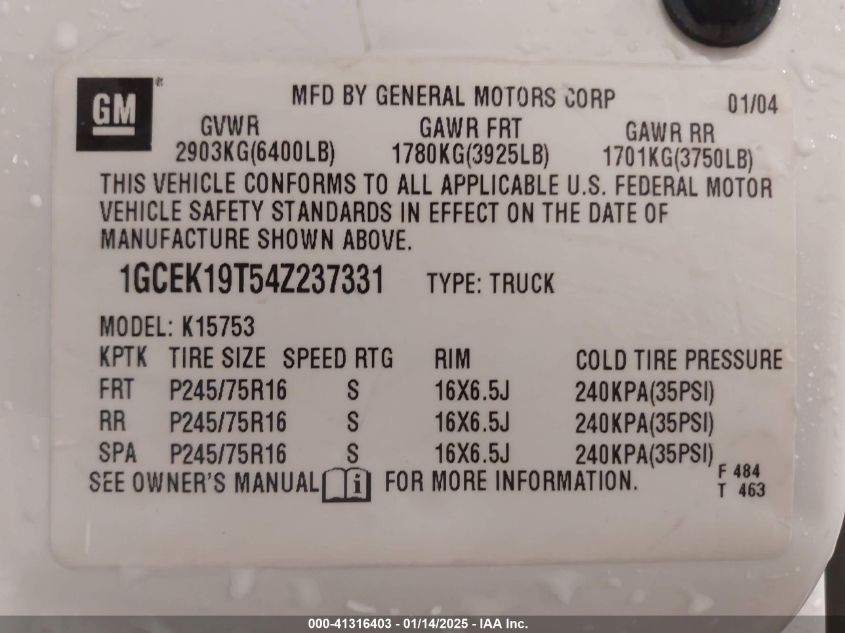 GM
MFD BY GENERAL MOTORS CORP 01/04
GVWR GAWR FRT GAWR RR
2903KG(6400LB) 1780KG(3925LB) 1701KG(3750LB)
THIS VEHICLE CONFORMS TO ALL APPLICABLE U.S. FEDERAL MOTOR
VEHICLE SAFETY STANDARDS IN EFFECT ON THE DATE OF
MANUFACTURE SHOWN ABOVE.
1GCEK19T54Z237331 TYPE: TRUCK
MODEL: K15753
KPTK TIRE SIZE SPEED RTG RIM COLD TIRE PRESSURE
FRT P245/75R16 S 16X6.5J 240KPA(35PSI)
RR P245/75R16 S 16X6.5J 240KPA(35PSI)
SPA P245/75R16 S 16X6.5J 240KPA(35PSI)
SEE OWNER'S MANUAL i FOR MORE INFORMATION.
F 484
T 463
000-41316403 - 01/14/2025 - IAA Inc.